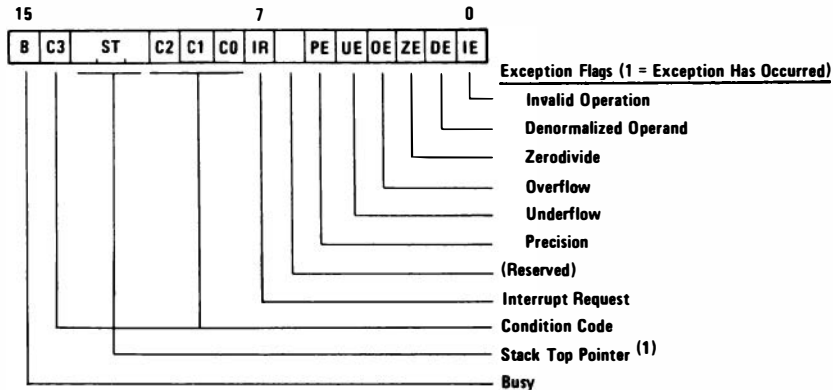 15 7 0
B C3 ST C2 C1 C0 IR PE UE OE ZE DE IE
Exception Flags (1 = Exception Has Occurred)
Invalid Operation
Denormalized Operand
Zerodivide
Overflow
Underflow
Precision
(Reserved)
Interrupt Request
Condition Code
Stack Top Pointer (1)
Busy